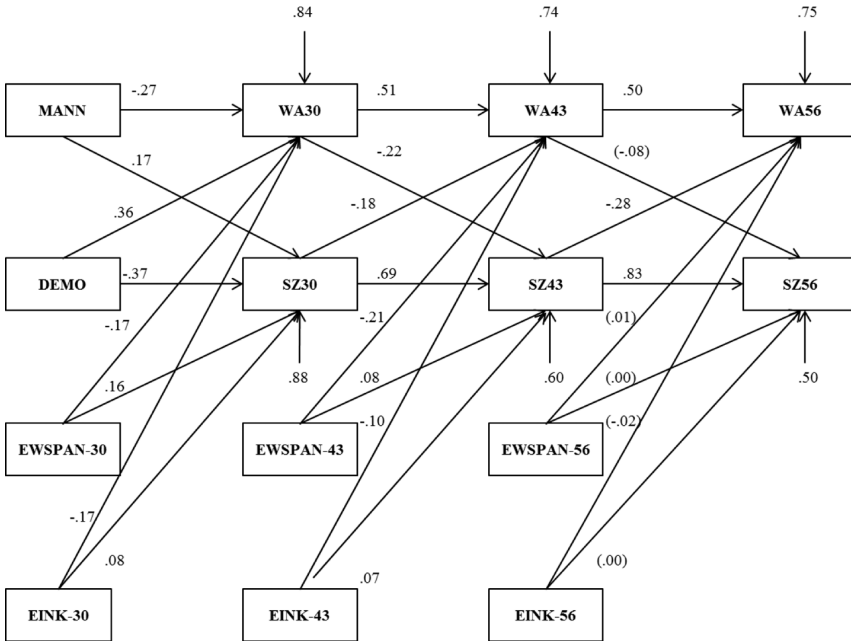 .84 .74 .75
MANN -.27 WA30 .51 WA43 .50 WA56
.17 -.22 (-.08)
.36 -.18 -.28
DEMO -.37 SZ30 .69 SZ43 .83 SZ56
-.17 -.21 (.01)
.16 .88 .08 .60 (.00) .50
-.10 (-.02)
EWSPAN-30 EWSPAN-43 EWSPAN-56
-.17
.08 .07 (.00)
EINK-30 EINK-43 EINK-56